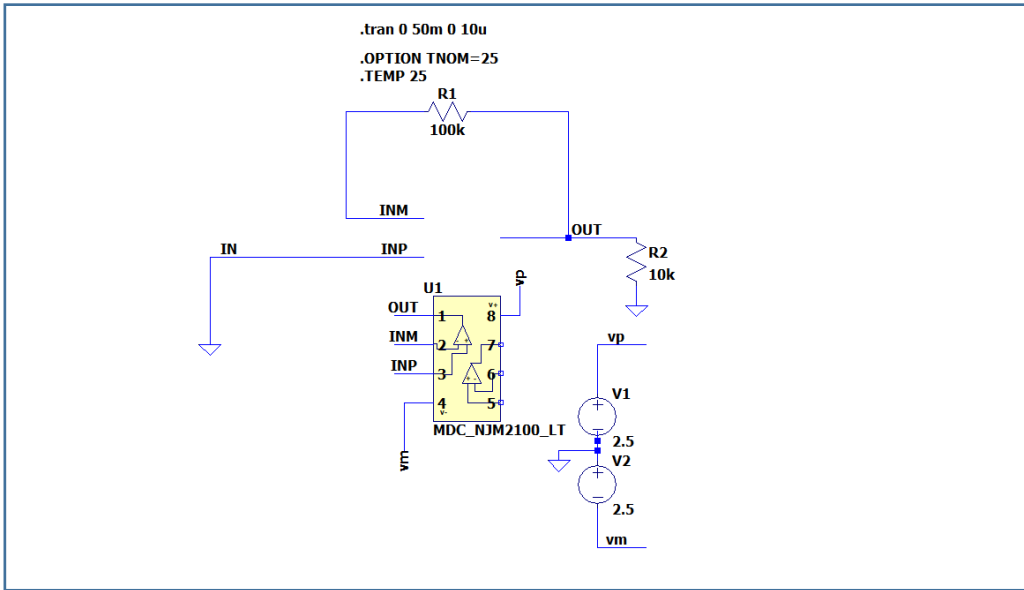 .tran 0 50m 0 10u
.OPTION TNOM=25
.TEMP 25
R1
100k
INM
OUT
IN
INP
R2
10k
vp
U1
V+
OUT
1
8
INM
2
7
INP
3
6
4
5
V-
MDC_NJM2100_LT
vm
vp
V1
2.5
V2
2.5
vm